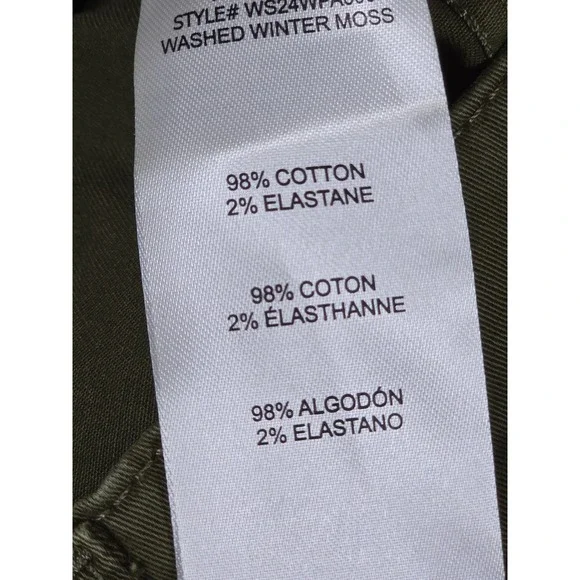 STYLE#
WASHED WINTER MOSS
98% COTTON
2% ELASTANE
98% COTON
2% ÉLASTHANNE
98% ALGODÓN
2% ELASTANO